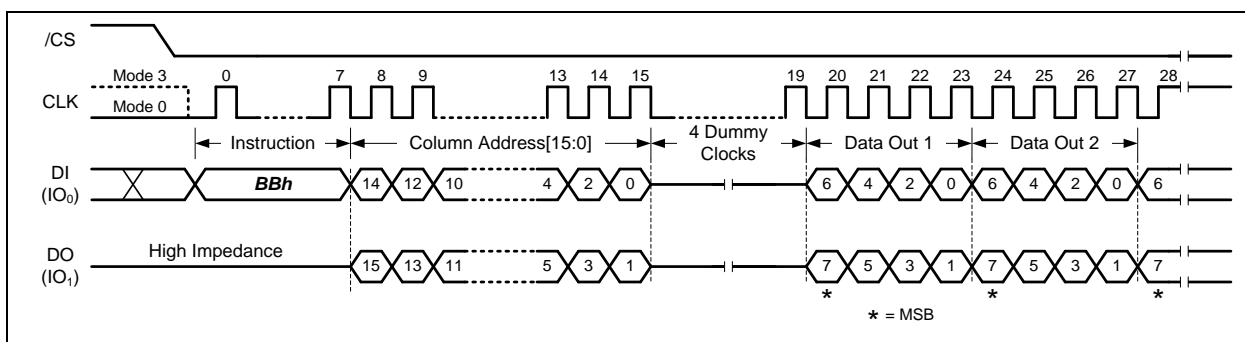 /CS
Mode 3 0 7 8 9 13 14 15 19 20 21 22 23 24 25 26 27 28
CLK Mode 0
Instruction Column Address[15:0] 4 Dummy Clocks Data Out 1 Data Out 2
DI (IO0) BBh 14 12 10 4 2 0 6 4 2 0 6 4 2 0 6
High Impedance
DO (IO1) 15 13 11 5 3 1 7 5 3 1 7 5 3 1 7
* * *
* = MSB